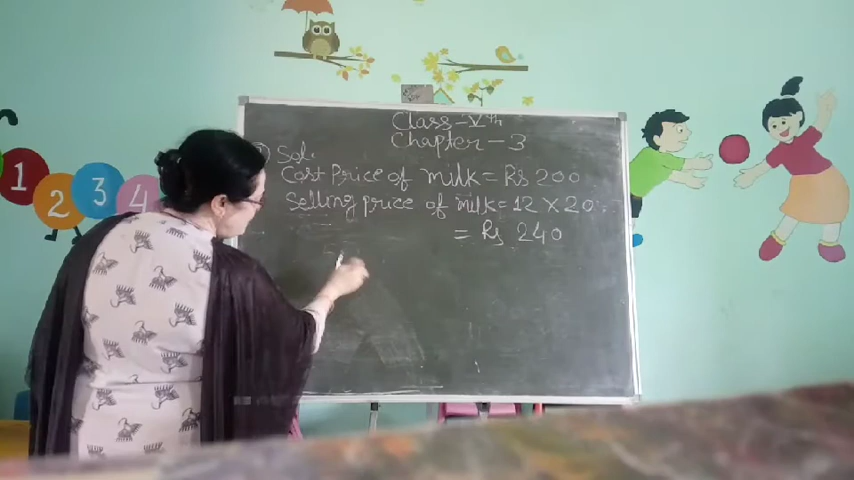 Class-Vth
Chapter-3
① Sol.
Cost Price of Milk = Rs 200
Selling Price of milk = 12 X 20
= Rs 240
1
2
3
4